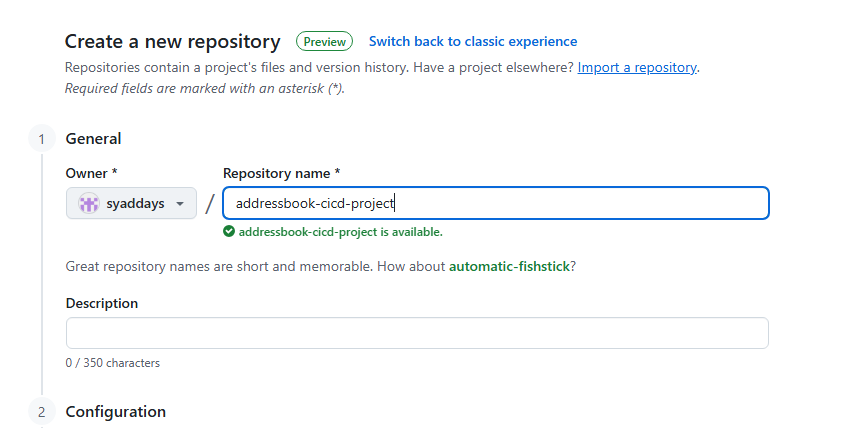 Create a new repository Preview Switch back to classic experience
Repositories contain a project's files and version history. Have a project elsewhere? Import a repository.
Required fields are marked with an asterisk (*).
1 General
Owner * Repository name *
syaddays / addressbook-cicd-project
addressbook-cicd-project is available.
Great repository names are short and memorable. How about automatic-fishstick?
Description
0 / 350 characters
2 Configuration